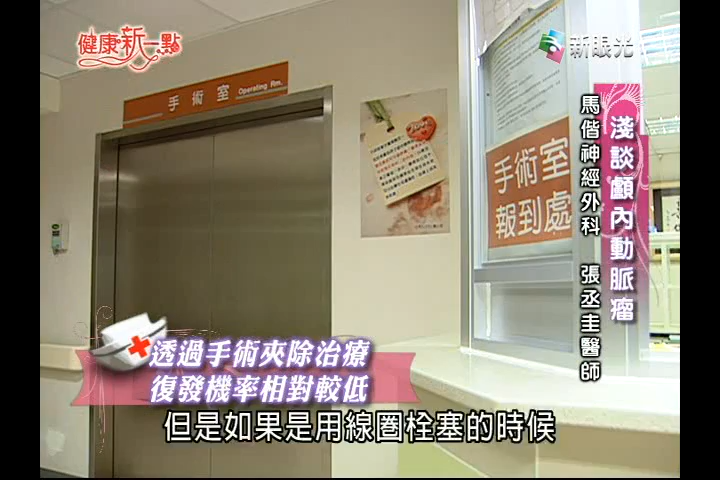 健康新一點
新眼光
手術室 Operating Rm.
手術室
報到處
淺談顱內動脈瘤
馬偕神經外科 張丞圭醫師
透過手術夾除治療
復發機率相對較低
但是如果是用線圈栓塞的時候